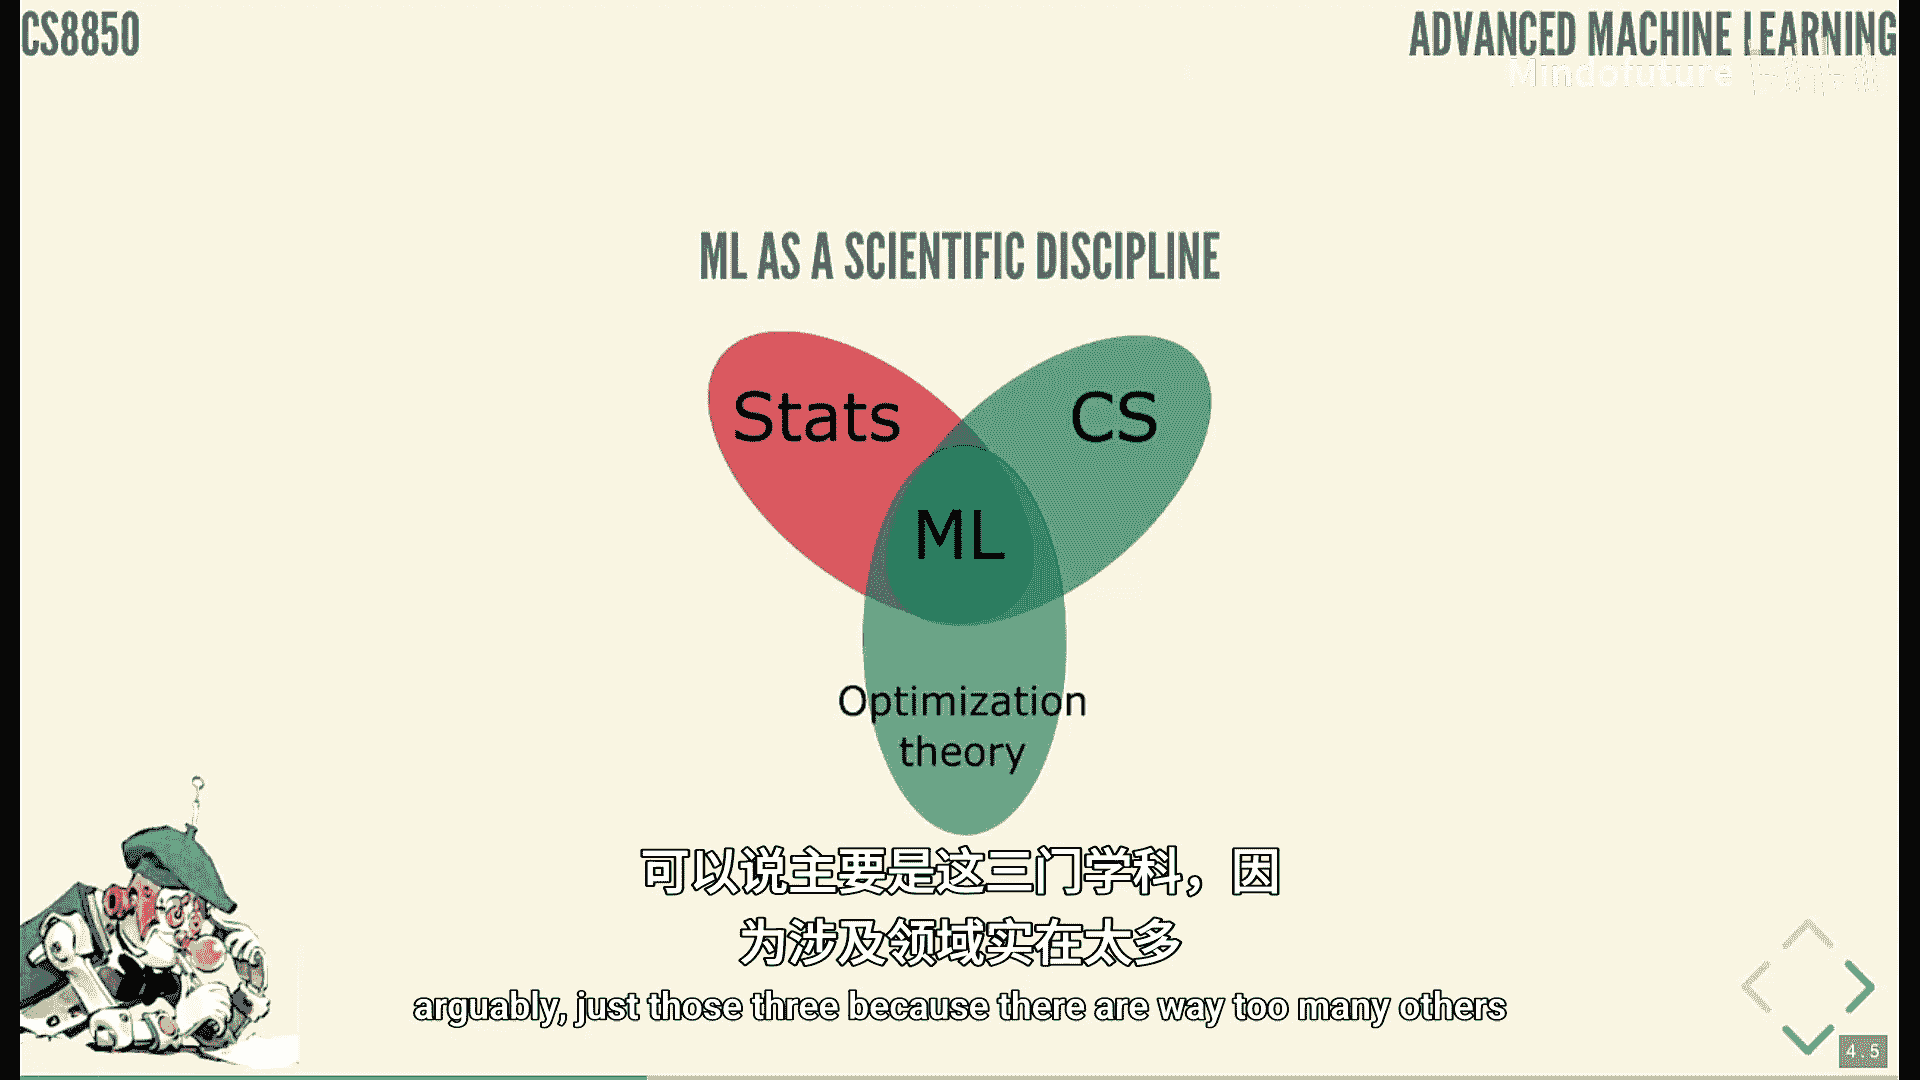 CS8850
ADVANCED MACHINE LEARNING
Mindofuture
ML AS A SCIENTIFIC DISCIPLINE
Stats
CS
ML
Optimization
theory
可以说主要是这三门学科，因
为涉及领域实在太多
arguably, just those three because there are way too many others
4.5